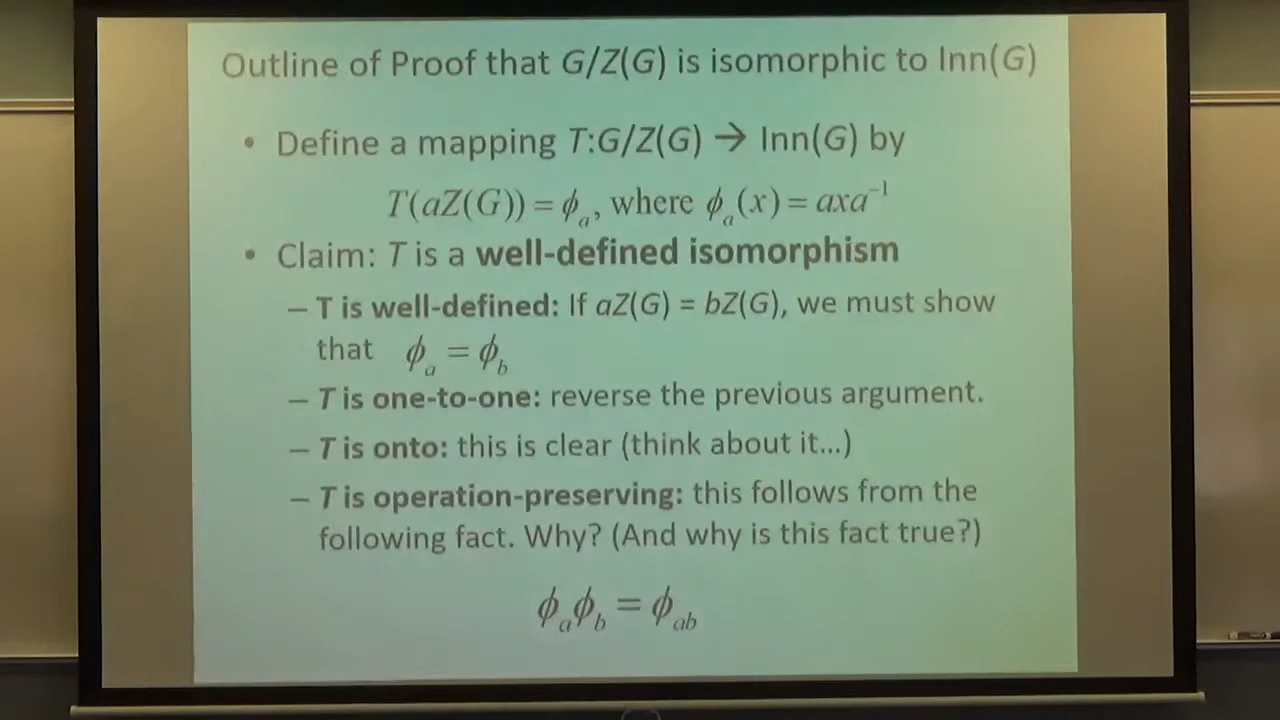 Outline of Proof that G/Z(G) is isomorphic to Inn(G)
• Define a mapping T:G/Z(G) → Inn(G) by
T(aZ(G)) = ϕₐ, where ϕₐ(x) = axa⁻¹
• Claim: T is a well-defined isomorphism
– T is well-defined: If aZ(G) = bZ(G), we must show
that ϕ_a = ϕ_b
– T is one-to-one: reverse the previous argument.
– T is onto: this is clear (think about it...)
– T is operation-preserving: this follows from the
following fact. Why? (And why is this fact true?)
ϕ_aϕ_b = ϕ_ab